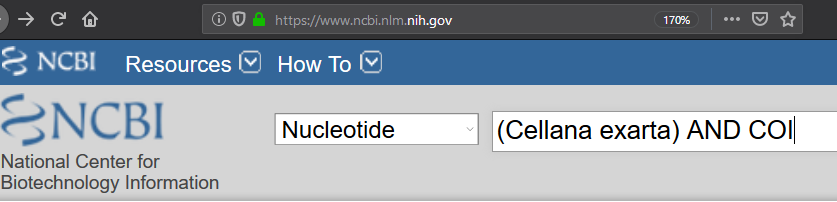 https://www.ncbi.nlm.nih.gov 170%
NCBI Resources How To
NCBI
Nucleotide (Cellana exarta) AND COI
National Center for
Biotechnology Information